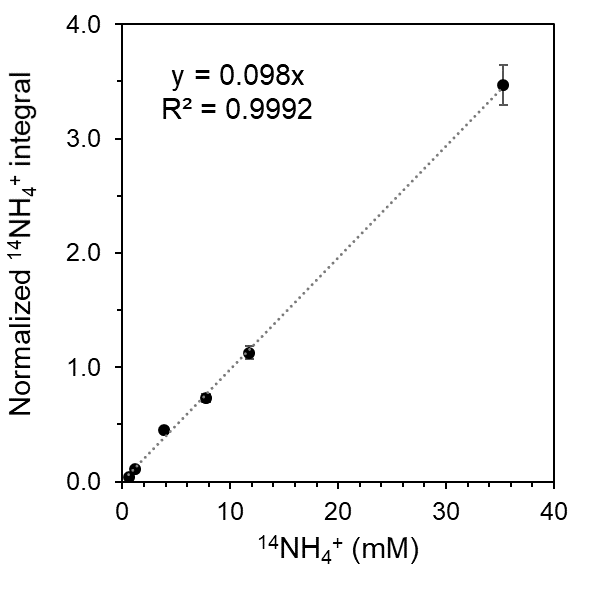 4.0
y = 0.098x
R² = 0.9992
3.0
2.0
1.0
0.0
0 10 20 30 40
Normalized ¹⁴NH₄⁺ integral
¹⁴NH₄⁺ (mM)